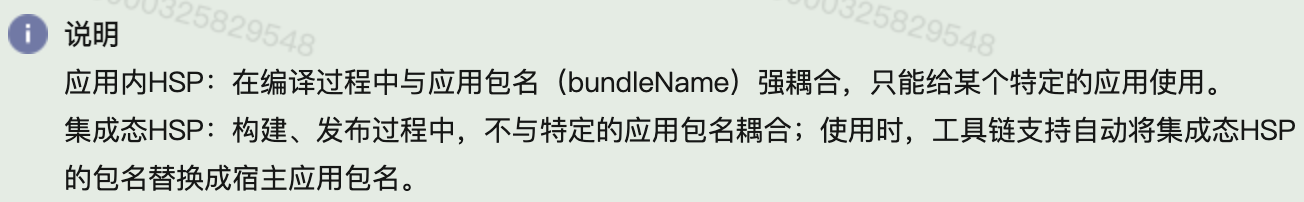 000325829548
000325829548
说明
应用内HSP：在编译过程中与应用包名（bundleName）强耦合，只能给某个特定的应用使用。
集成态HSP：构建、发布过程中，不与特定的应用包名耦合；使用时，工具链支持自动将集成态HSP
的包名替换成宿主应用包名。